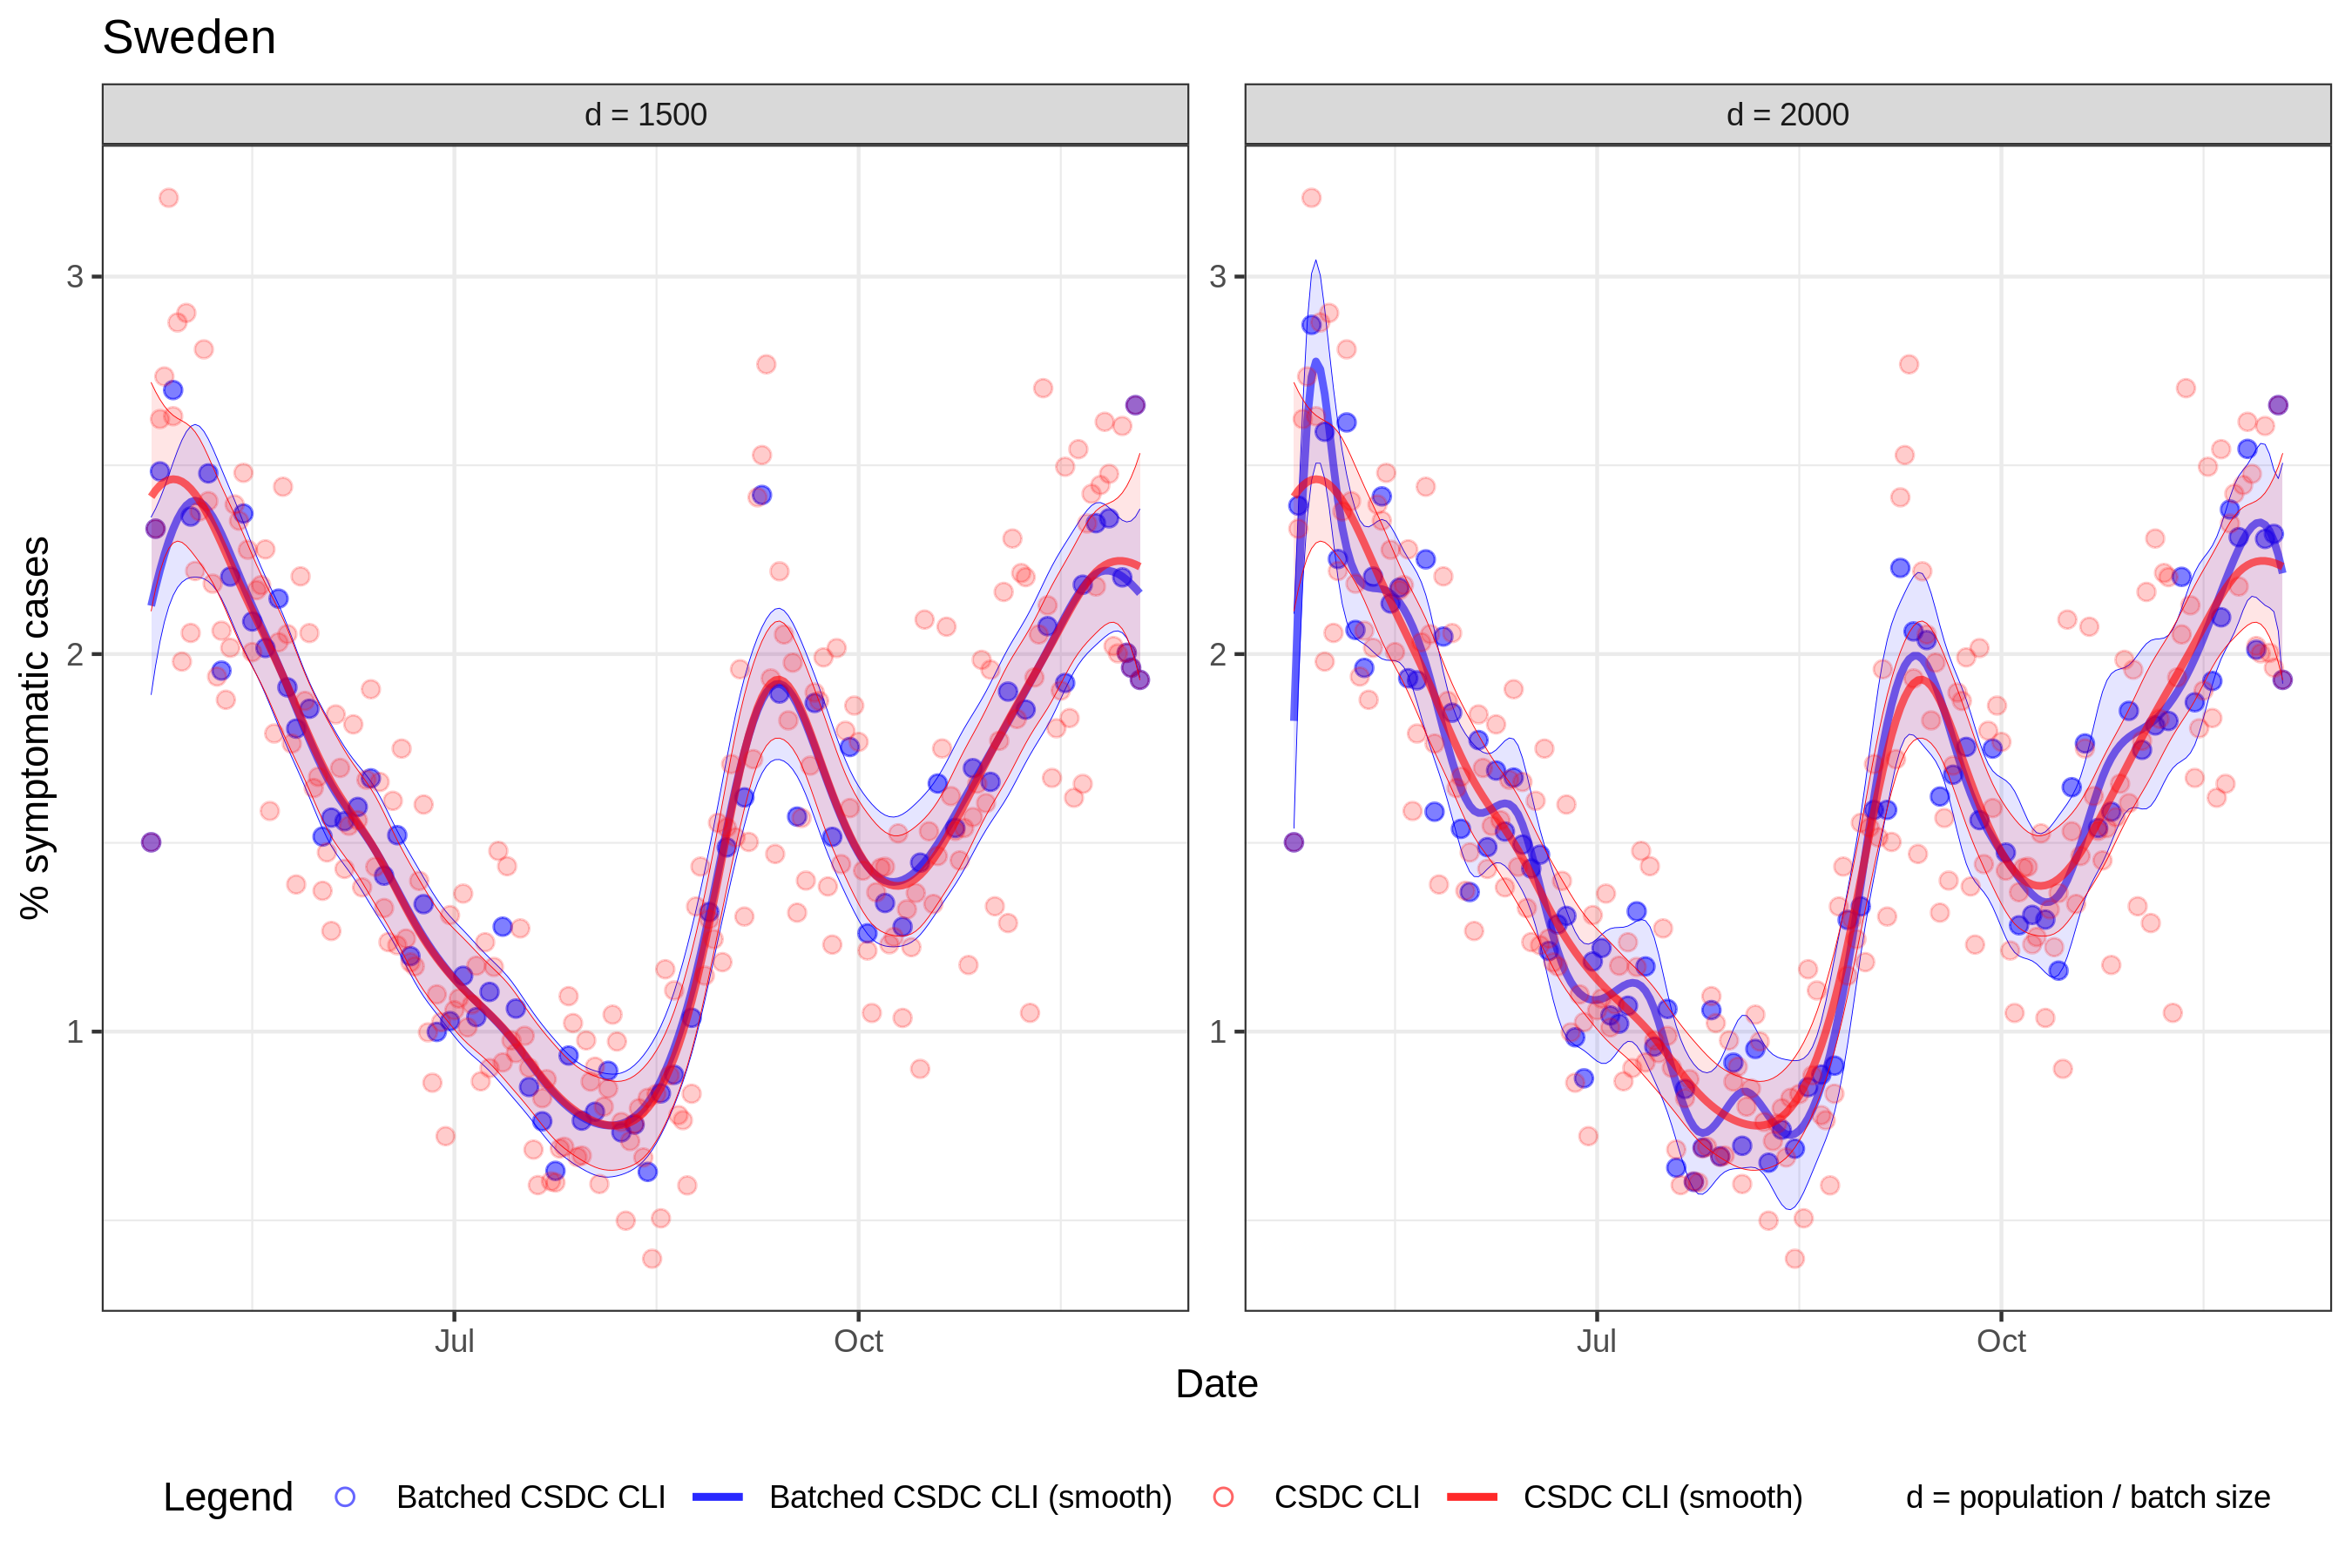 Sweden
d = 1500
d = 2000
% symptomatic cases
3
2
1
3
2
1
Jul
Oct
Jul
Oct
Date
Legend Batched CSDC CLI Batched CSDC CLI (smooth) CSDC CLI CSDC CLI (smooth) d = population / batch size